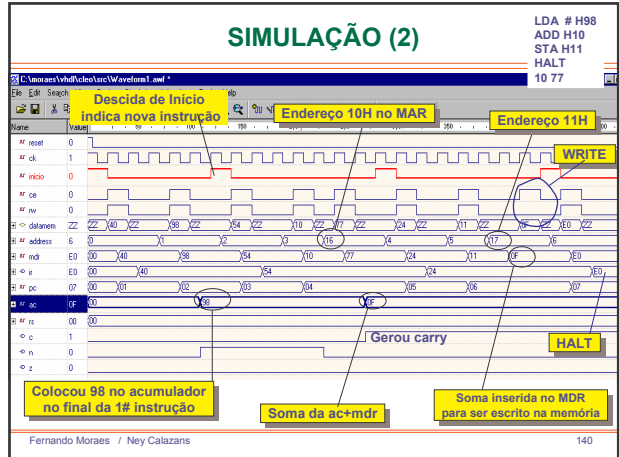 SIMULAÇÃO (2)
LDA # H98
ADD H10
STA H11
HALT
10 77
C:\moraes\vhdl\cleo\src\Waveform1.awf *
File Edit Search
Descida de Início
indica nova instrução
Endereço 10H no MAR
Endereço 11H
WRITE
Name Value
reset 0
ck 1
inicio 0
ce 0
rw 0
datamem ZZ ZZ 40 ZZ 98 ZZ 54 ZZ 10 ZZ 77 ZZ 24 ZZ 11 ZZ 0F ZZ E0 ZZ
address 6 0 1 2 3 16 4 5 17 6
mdr E0 00 40 98 54 10 77 24 11 0F E0
ir E0 00 40 54 24 E0
pc 07 00 01 02 03 04 05 06 07
ac 0F 00 98 0F
rs 00 00
c 1
n 0
z 0
Gerou carry
HALT
Colocou 98 no acumulador
no final da 1# instrução
Soma da ac+mdr
Soma inserida no MDR
para ser escrito na memória
Fernando Moraes / Ney Calazans
140